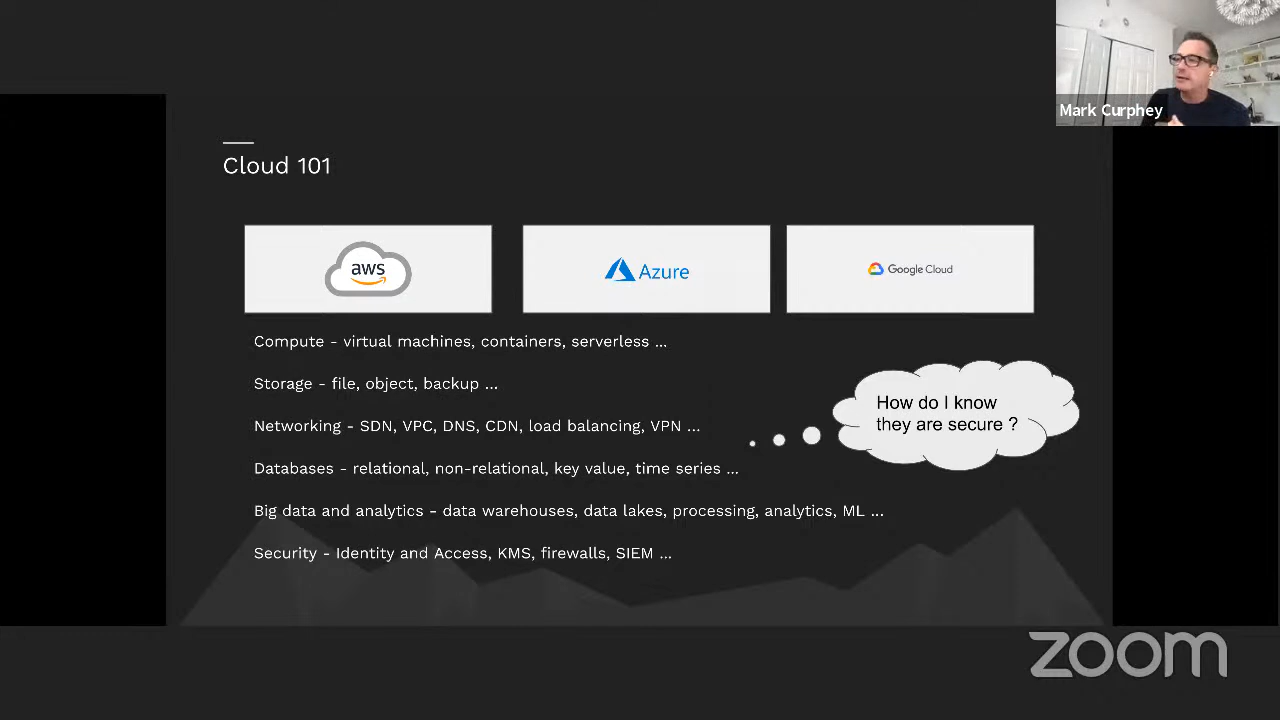 Mark Curphey
Cloud 101
aws
Azure
Google Cloud
Compute - virtual machines, containers, serverless ...
Storage - file, object, backup ...
How do I know
they are secure ?
Networking - SDN, VPC, DNS, CDN, load balancing, VPN ...
Databases - relational, non-relational, key value, time series ...
Big data and analytics - data warehouses, data lakes, processing, analytics, ML ...
Security - Identity and Access, KMS, firewalls, SIEM ...
zoom